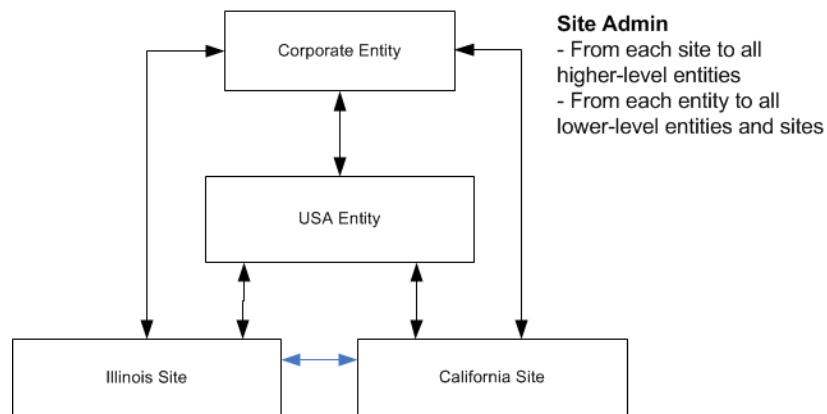 Corporate Entity
Site Admin
- From each site to all
higher-level entities
- From each entity to all
lower-level entities and sites
USA Entity
Illinois Site
California Site